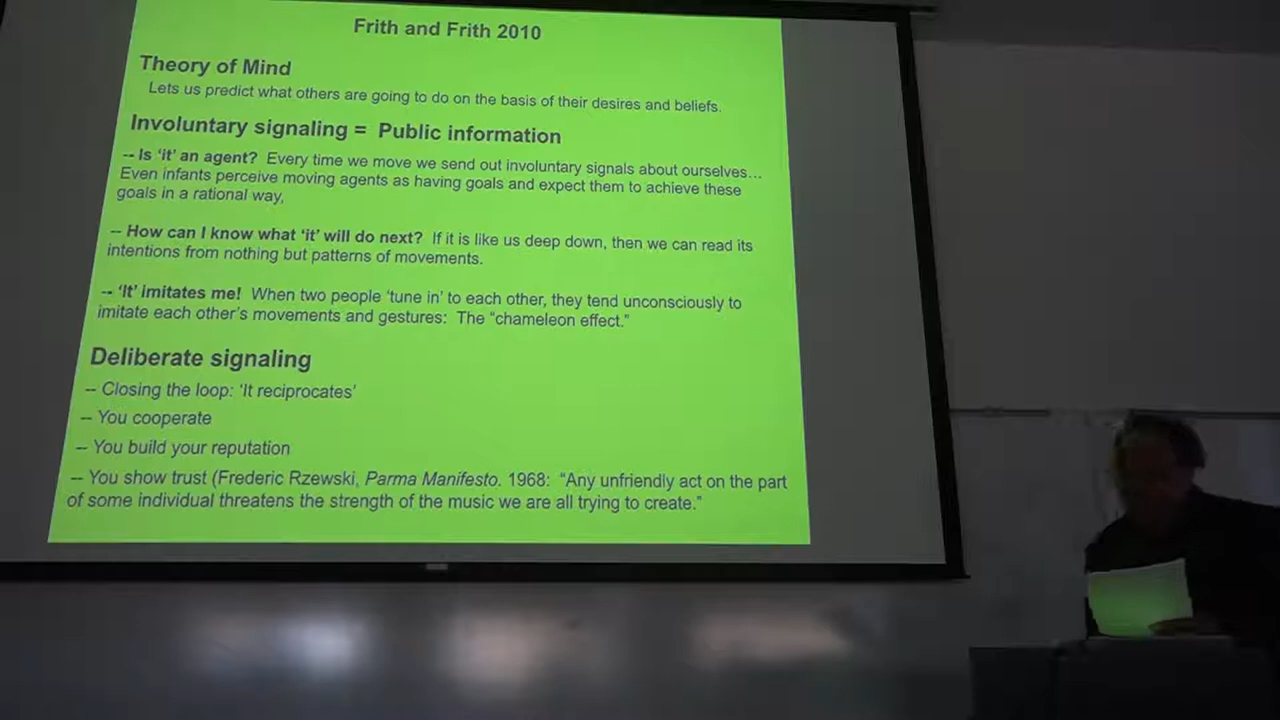 Frith and Frith 2010
Theory of Mind
Lets us predict what others are going to do on the basis of their desires and beliefs.
Involuntary signaling = Public information
-- Is ‘it’ an agent? Every time we move we send out involuntary signals about ourselves…
Even infants perceive moving agents as having goals and expect them to achieve these
goals in a rational way,
-- How can I know what ‘it’ will do next? If it is like us deep down, then we can read its
intentions from nothing but patterns of movements.
-- ‘It’ imitates me! When two people ‘tune in’ to each other, they tend unconsciously to
imitate each other’s movements and gestures: The “chameleon effect.”
Deliberate signaling
-- Closing the loop: ‘It reciprocates’
-- You cooperate
-- You build your reputation
-- You show trust (Frederic Rzewski, Parma Manifesto. 1968: “Any unfriendly act on the part
of some individual threatens the strength of the music we are all trying to create.”